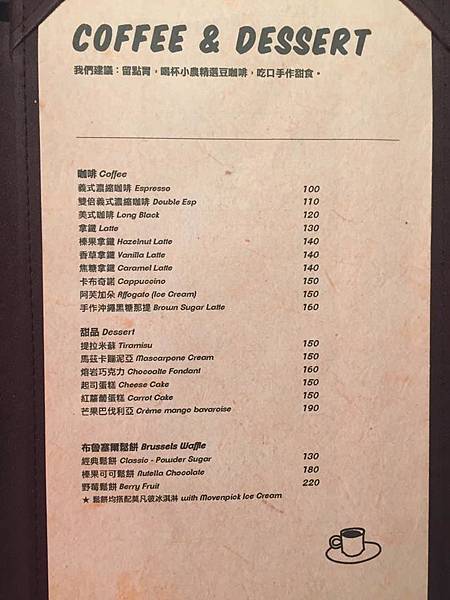 COFFEE & DESSERT
我們建議：留點胃，喝杯小農精選豆咖啡，吃口手作甜食。
咖啡 Coffee
義式濃縮咖啡 Espresso 100
雙倍義式濃縮咖啡 Double Esp 110
美式咖啡 Long Black 120
拿鐵 Latte 130
榛果拿鐵 Hazelnut Latte 140
香草拿鐵 Vanilla Latte 140
焦糖拿鐵 Caramel Latte 140
卡布奇諾 Cappuccino 150
阿芙加朵 Affogato (Ice Cream) 150
手作沖繩黑糖那提 Brown Sugar Latte 160
甜品 Dessert
提拉米蘇 Tiramisu 150
馬茲卡蹦泥亞 Mascarpone Cream 150
熔岩巧克力 Chocoalte Fondant 160
起司蛋糕 Cheese Cake 150
紅蘿蔔蛋糕 Carrot Cake 150
芒果巴伐利亞 Crème mango bavaroise 190
布魯塞爾鬆餅 Brussels Waffle
經典鬆餅 Classic - Powder Sugar 130
榛果可可鬆餅 Nutella Chocolate 180
野莓鬆餅 Berry Fruit 220
★ 鬆餅均搭配莫凡彼冰淇淋 with Movenpick Ice Cream